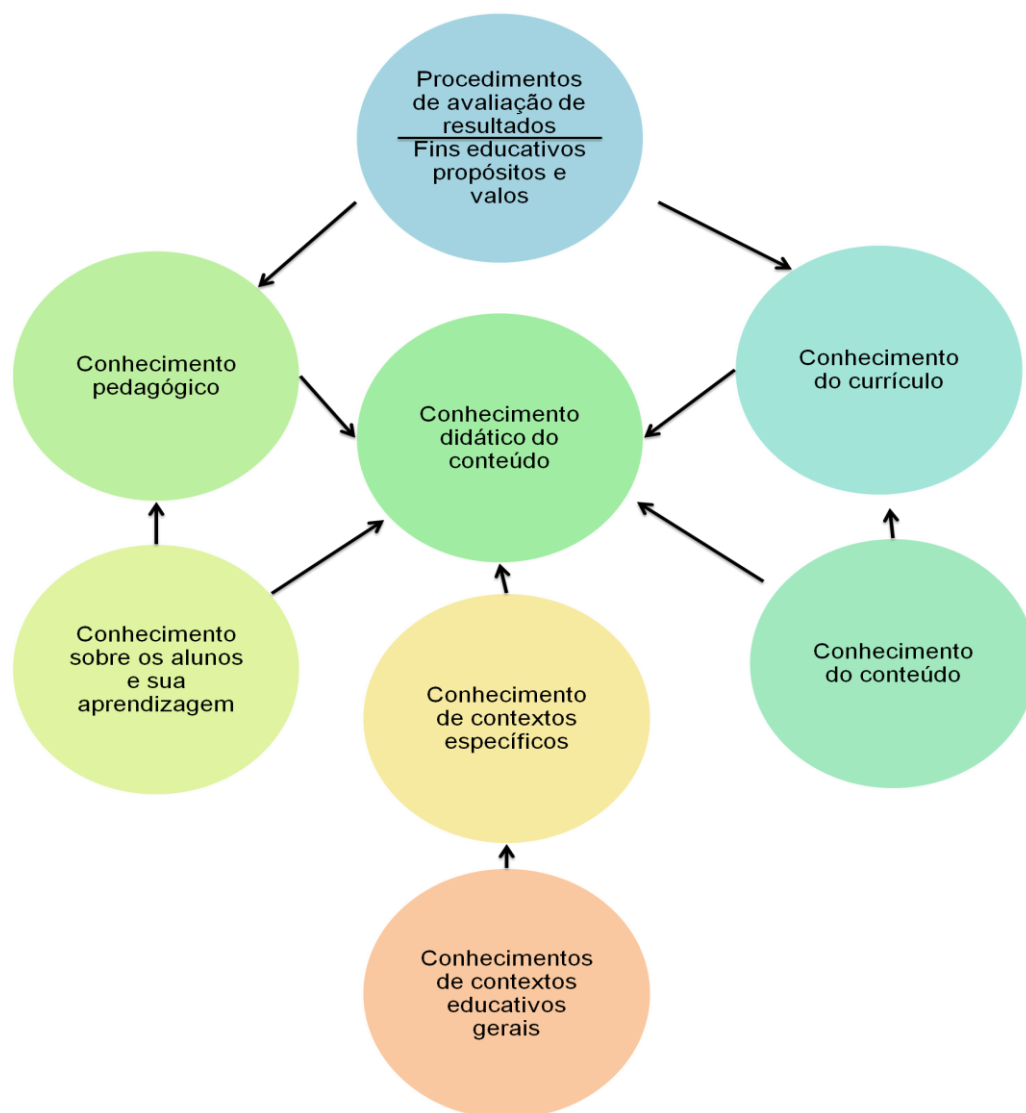 Procedimentos
de avaliação de
resultados
Fins educativos
propósitos e
valos
Conhecimento
pedagógico
Conhecimento
didático do
conteúdo
Conhecimento
do currículo
Conhecimento
sobre os alunos
e sua
aprendizagem
Conhecimento
de contextos
específicos
Conhecimento
do conteúdo
Conhecimentos
de contextos
educativos
gerais